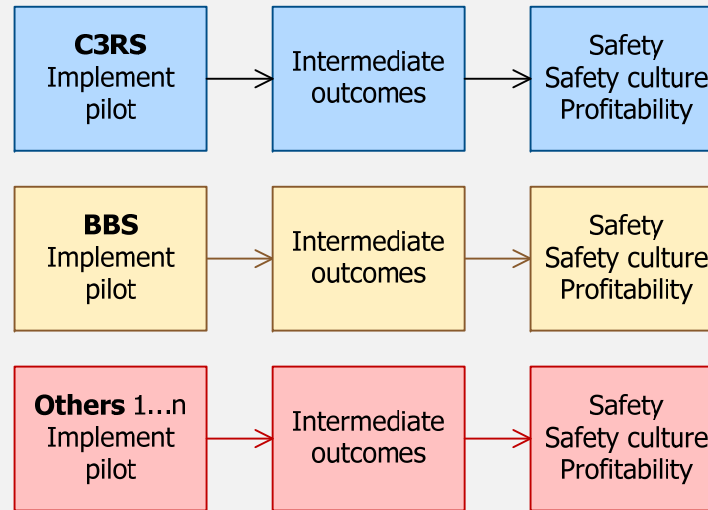 C3RS
Implement
pilot
Intermediate
outcomes
Safety
Safety culture
Profitability
BBS
Implement
pilot
Intermediate
outcomes
Safety
Safety culture
Profitability
Others 1...n
Implement
pilot
Intermediate
outcomes
Safety
Safety culture
Profitability